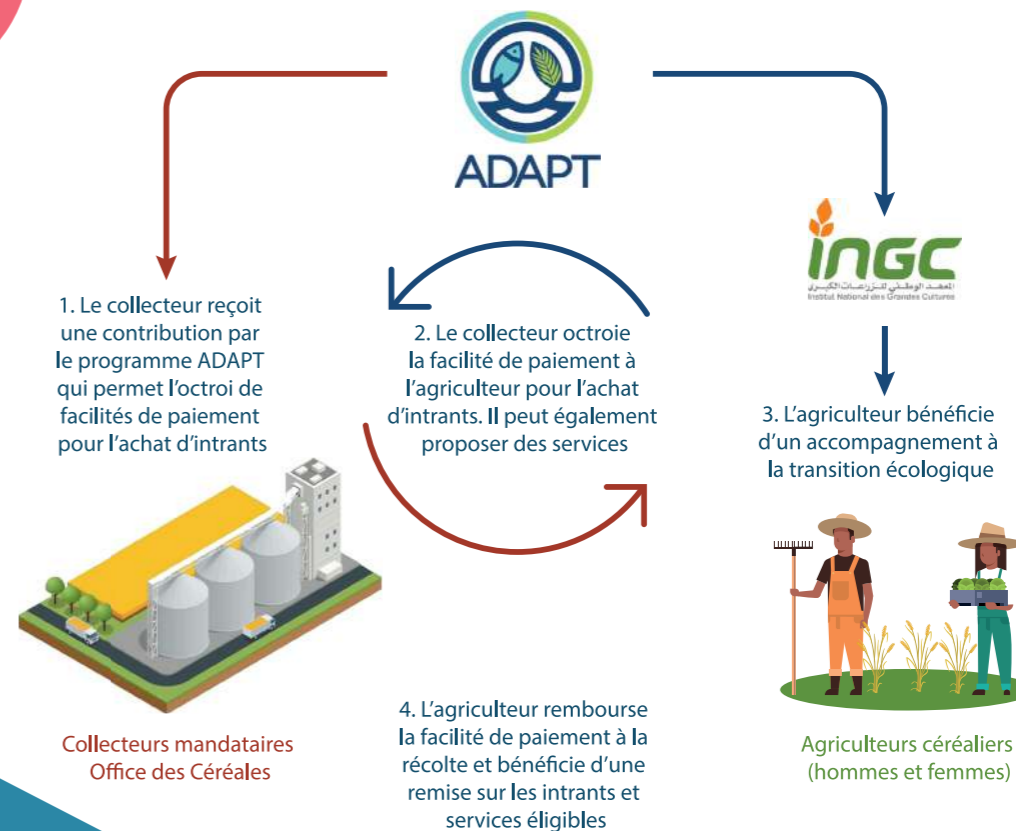 ADAPT
iNGC
المعهد الوطني للزراعات الكبرى
Institut National des Grandes Cultures
1. Le collecteur reçoit
une contribution par
le programme ADAPT
qui permet l'octroi de
facilités de paiement
pour l'achat d'intrants
2. Le collecteur octroie
la facilité de paiement à
l'agriculteur pour l'achat
d'intrants. Il peut également
proposer des services
3. L'agriculteur bénéficie
d'un accompagnement à
la transition écologique
Collecteurs mandataires
Office des Céréales
4. L'agriculteur rembourse
la facilité de paiement à la
récolte et bénéficie d'une
remise sur les intrants et
services éligibles
Agriculteurs céréaliers
(hommes et femmes)